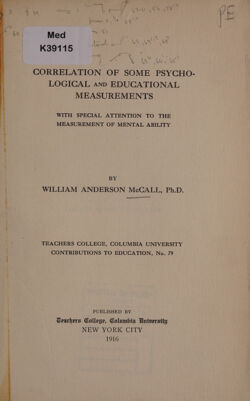 PE
Med
K39115
CORRELATION OF SOME PSYCHO-
LOGICAL AND EDUCATIONAL
MEASUREMENTS
WITH SPECIAL ATTENTION TO THE
MEASUREMENT OF MENTAL ABILITY
BY
WILLIAM ANDERSON McCALL, Ph.D.
TEACHERS COLLEGE, COLUMBIA UNIVERSITY
CONTRIBUTIONS TO EDUCATION, No. 79
PUBLISHED BY
Teachers College, Columbia University
NEW YORK CITY
1916